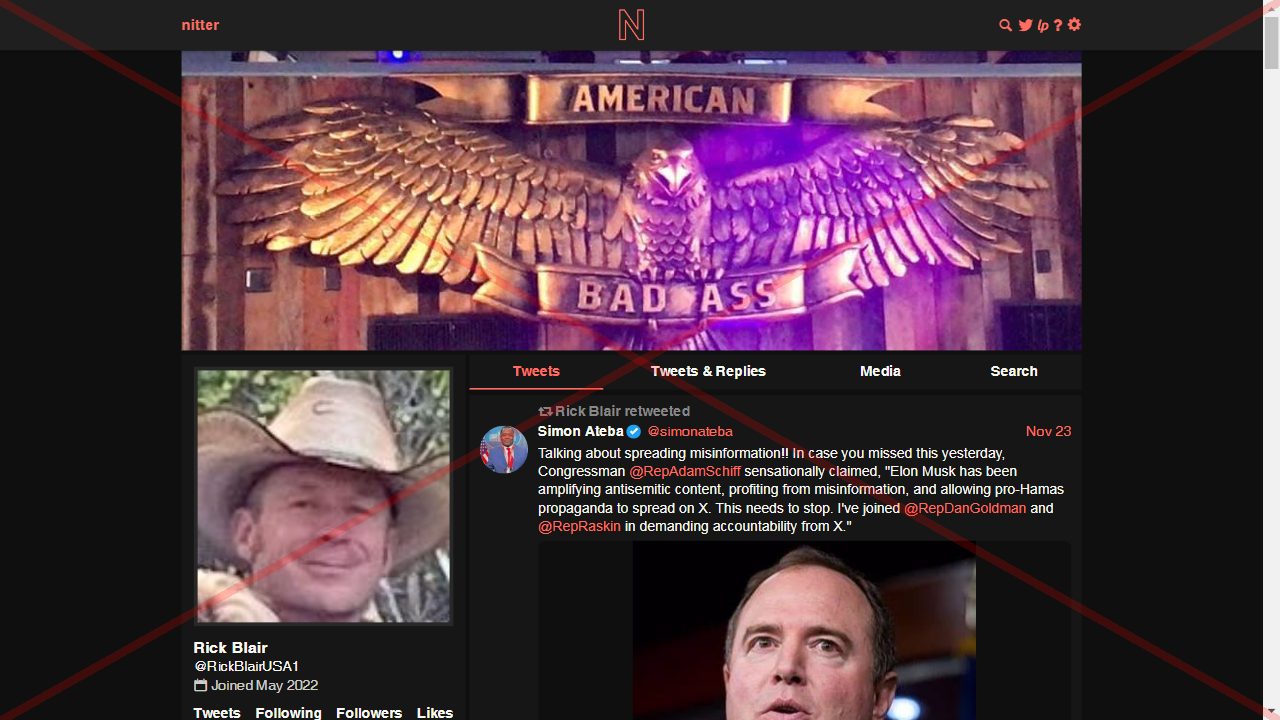 nitter
N
lp ?
AMERICAN
BAD ASS
Tweets Tweets & Replies Media Search
Rick Blair retweeted
Simon Ateba @simonateba Nov 23
Talking about spreading misinformation!! In case you missed this yesterday,
Congressman @RepAdamSchiff sensationally claimed, "Elon Musk has been
amplifying antisemitic content, profiting from misinformation, and allowing pro-Hamas
propaganda to spread on X. This needs to stop. I've joined @RepDanGoldman and
@RepRaskin in demanding accountability from X."
Rick Blair
@RickBlairUSA1
Joined May 2022
Tweets Following Followers Likes